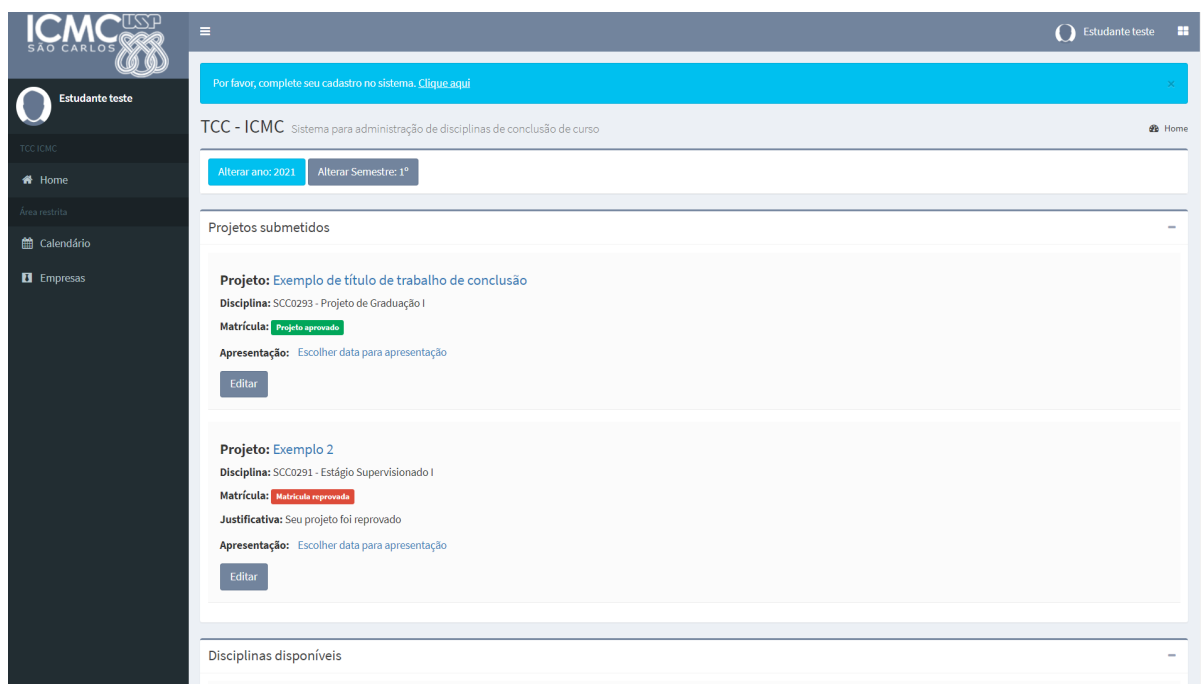 ICMC USP
SÃO CARLOS
Estudante teste
Estudante teste
TCC ICMC
Home
Área restrita
Calendário
Empresas
Por favor, complete seu cadastro no sistema. Clique aqui ×
TCC - ICMC Sistema para administração de disciplinas de conclusão de curso
Home
Alterar ano: 2021 Alterar Semestre: 1º
Projetos submetidos
Projeto: Exemplo de título de trabalho de conclusão
Disciplina: SCC0293 - Projeto de Graduação I
Matrícula: Projeto aprovado
Apresentação: Escolher data para apresentação
Editar
Projeto: Exemplo 2
Disciplina: SCC0291 - Estágio Supervisionado I
Matrícula: Matrícula reprovada
Justificativa: Seu projeto foi reprovado
Apresentação: Escolher data para apresentação
Editar
Disciplinas disponíveis